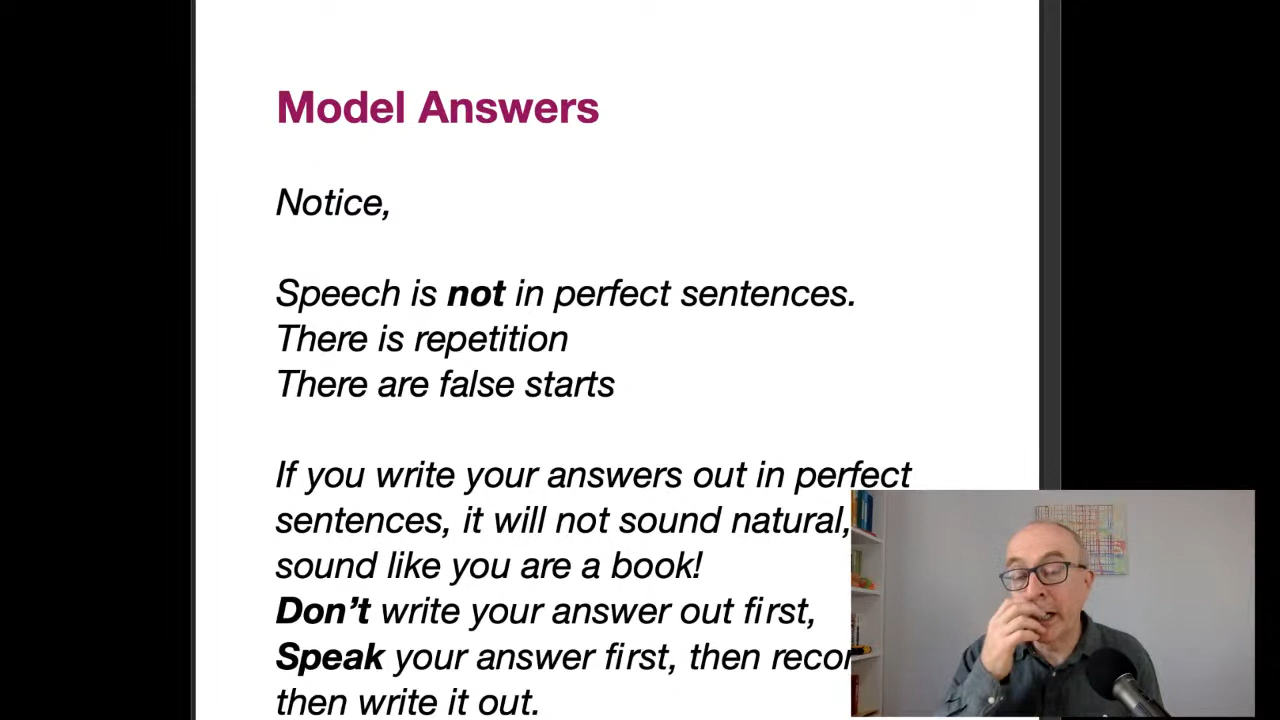 Model Answers
Notice,
Speech is not in perfect sentences.
There is repetition
There are false starts
If you write your answers out in perfect
sentences, it will not sound natural,
sound like you are a book!
Don’t write your answer out first,
Speak your answer first, then
then write it out.